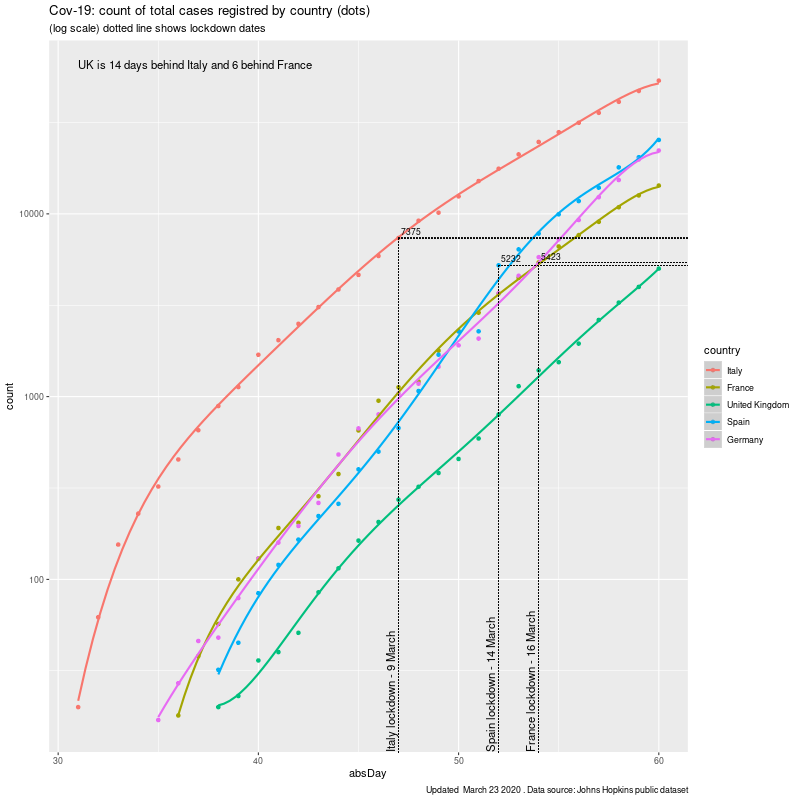 Cov-19: count of total cases registred by country (dots)
(log scale) dotted line shows lockdown dates
UK is 14 days behind Italy and 6 behind France
10000
1000
100
count
7375
5232
5423
Italy lockdown - 9 March
Spain lockdown - 14 March
France lockdown - 16 March
30
40
50
60
absDay
country
Italy
France
United Kingdom
Spain
Germany
Updated March 23 2020 . Data source: Johns Hopkins public dataset